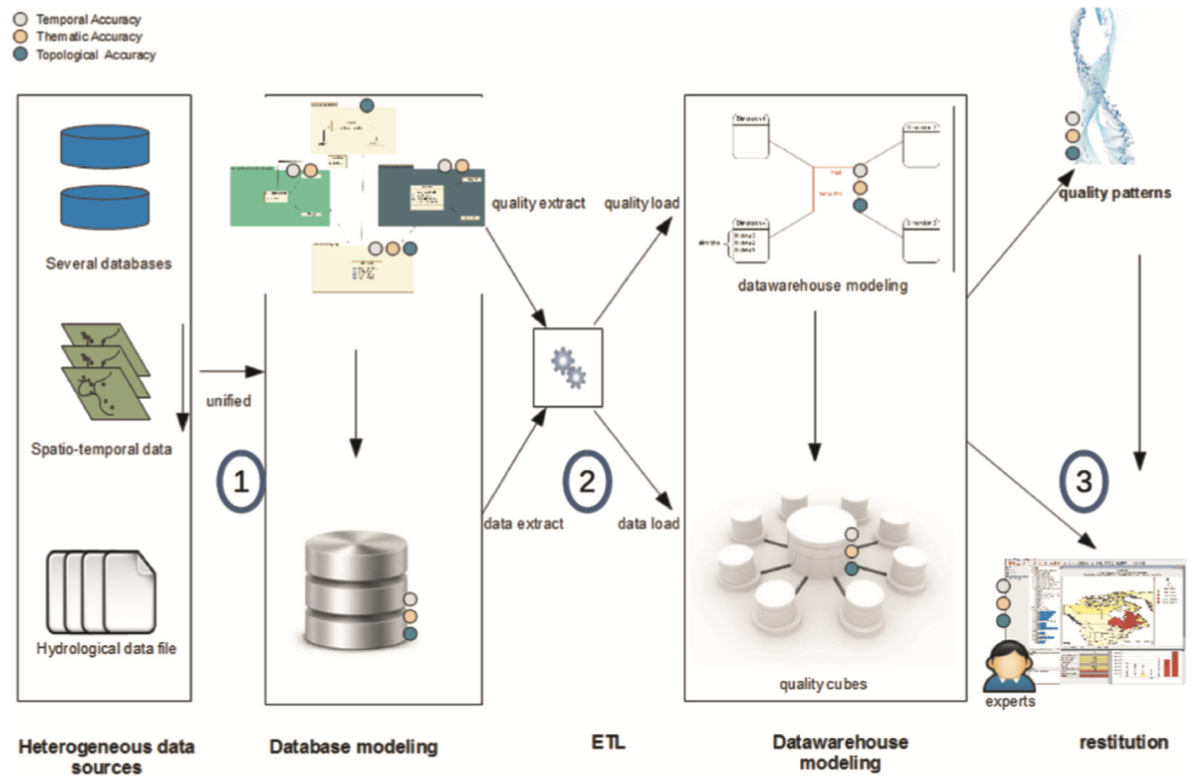 Temporal Accuracy
Thematic Accuracy
Topological Accuracy
Several databases
Spatio-temporal data
Hydrological data file
Heterogeneous data
sources
unified
1
Database modeling
quality extract
data extract
2
ETL
quality load
data load
datawarehouse modeling
quality cubes
Datawarehouse
modeling
quality patterns
3
experts
restitution